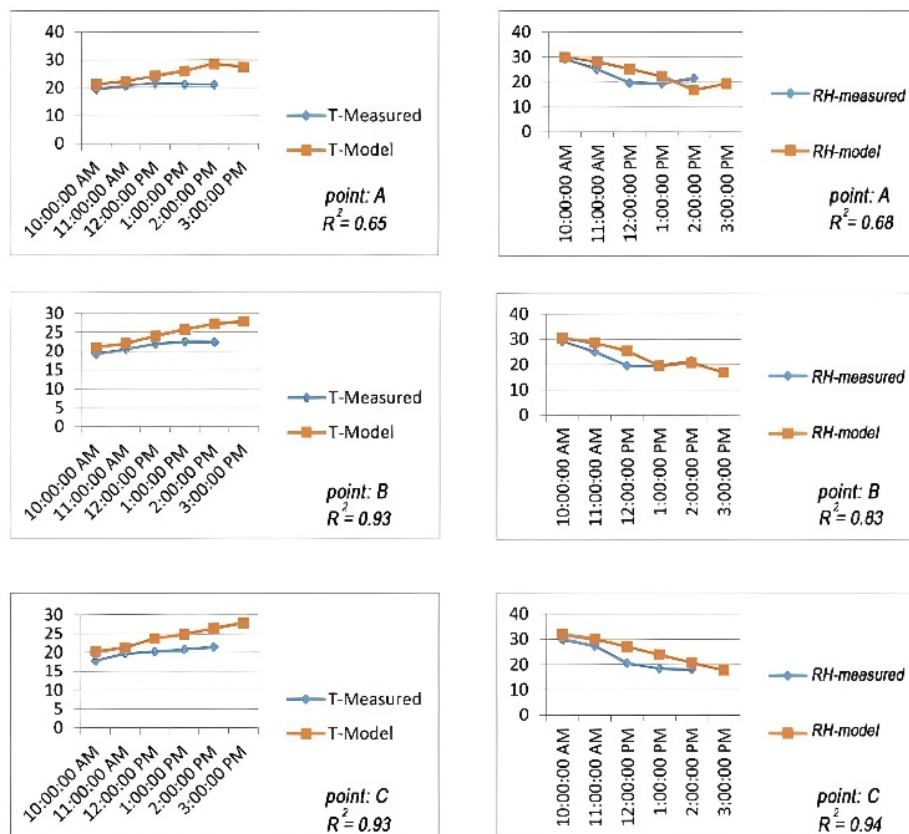 40
30
20
10
0
10:00:00 AM
11:00:00 AM
12:00:00 PM
1:00:00 PM
2:00:00 PM
3:00:00 PM
T-Measured
T-Model
point: A
R²= 0.65
40
30
20
10
0
10:00:00 AM
11:00:00 AM
12:00:00 PM
1:00:00 PM
2:00:00 PM
3:00:00 PM
RH-measured
RH-model
point: A
R²= 0.68
30
25
20
15
10
5
0
10:00:00 AM
11:00:00 AM
12:00:00 PM
1:00:00 PM
2:00:00 PM
3:00:00 PM
T-Measured
T-Model
point: B
R²= 0.93
40
30
20
10
0
10:00:00 AM
11:00:00 AM
12:00:00 PM
1:00:00 PM
2:00:00 PM
3:00:00 PM
RH-measured
RH-model
point: B
R²= 0.83
30
25
20
15
10
5
0
10:00:00 AM
11:00:00 AM
12:00:00 PM
1:00:00 PM
2:00:00 PM
3:00:00 PM
T-Measured
T-Model
point: C
R²= 0.93
40
30
20
10
0
10:00:00 AM
11:00:00 AM
12:00:00 PM
1:00:00 PM
2:00:00 PM
3:00:00 PM
RH-measured
RH-model
point: C
R²= 0.94